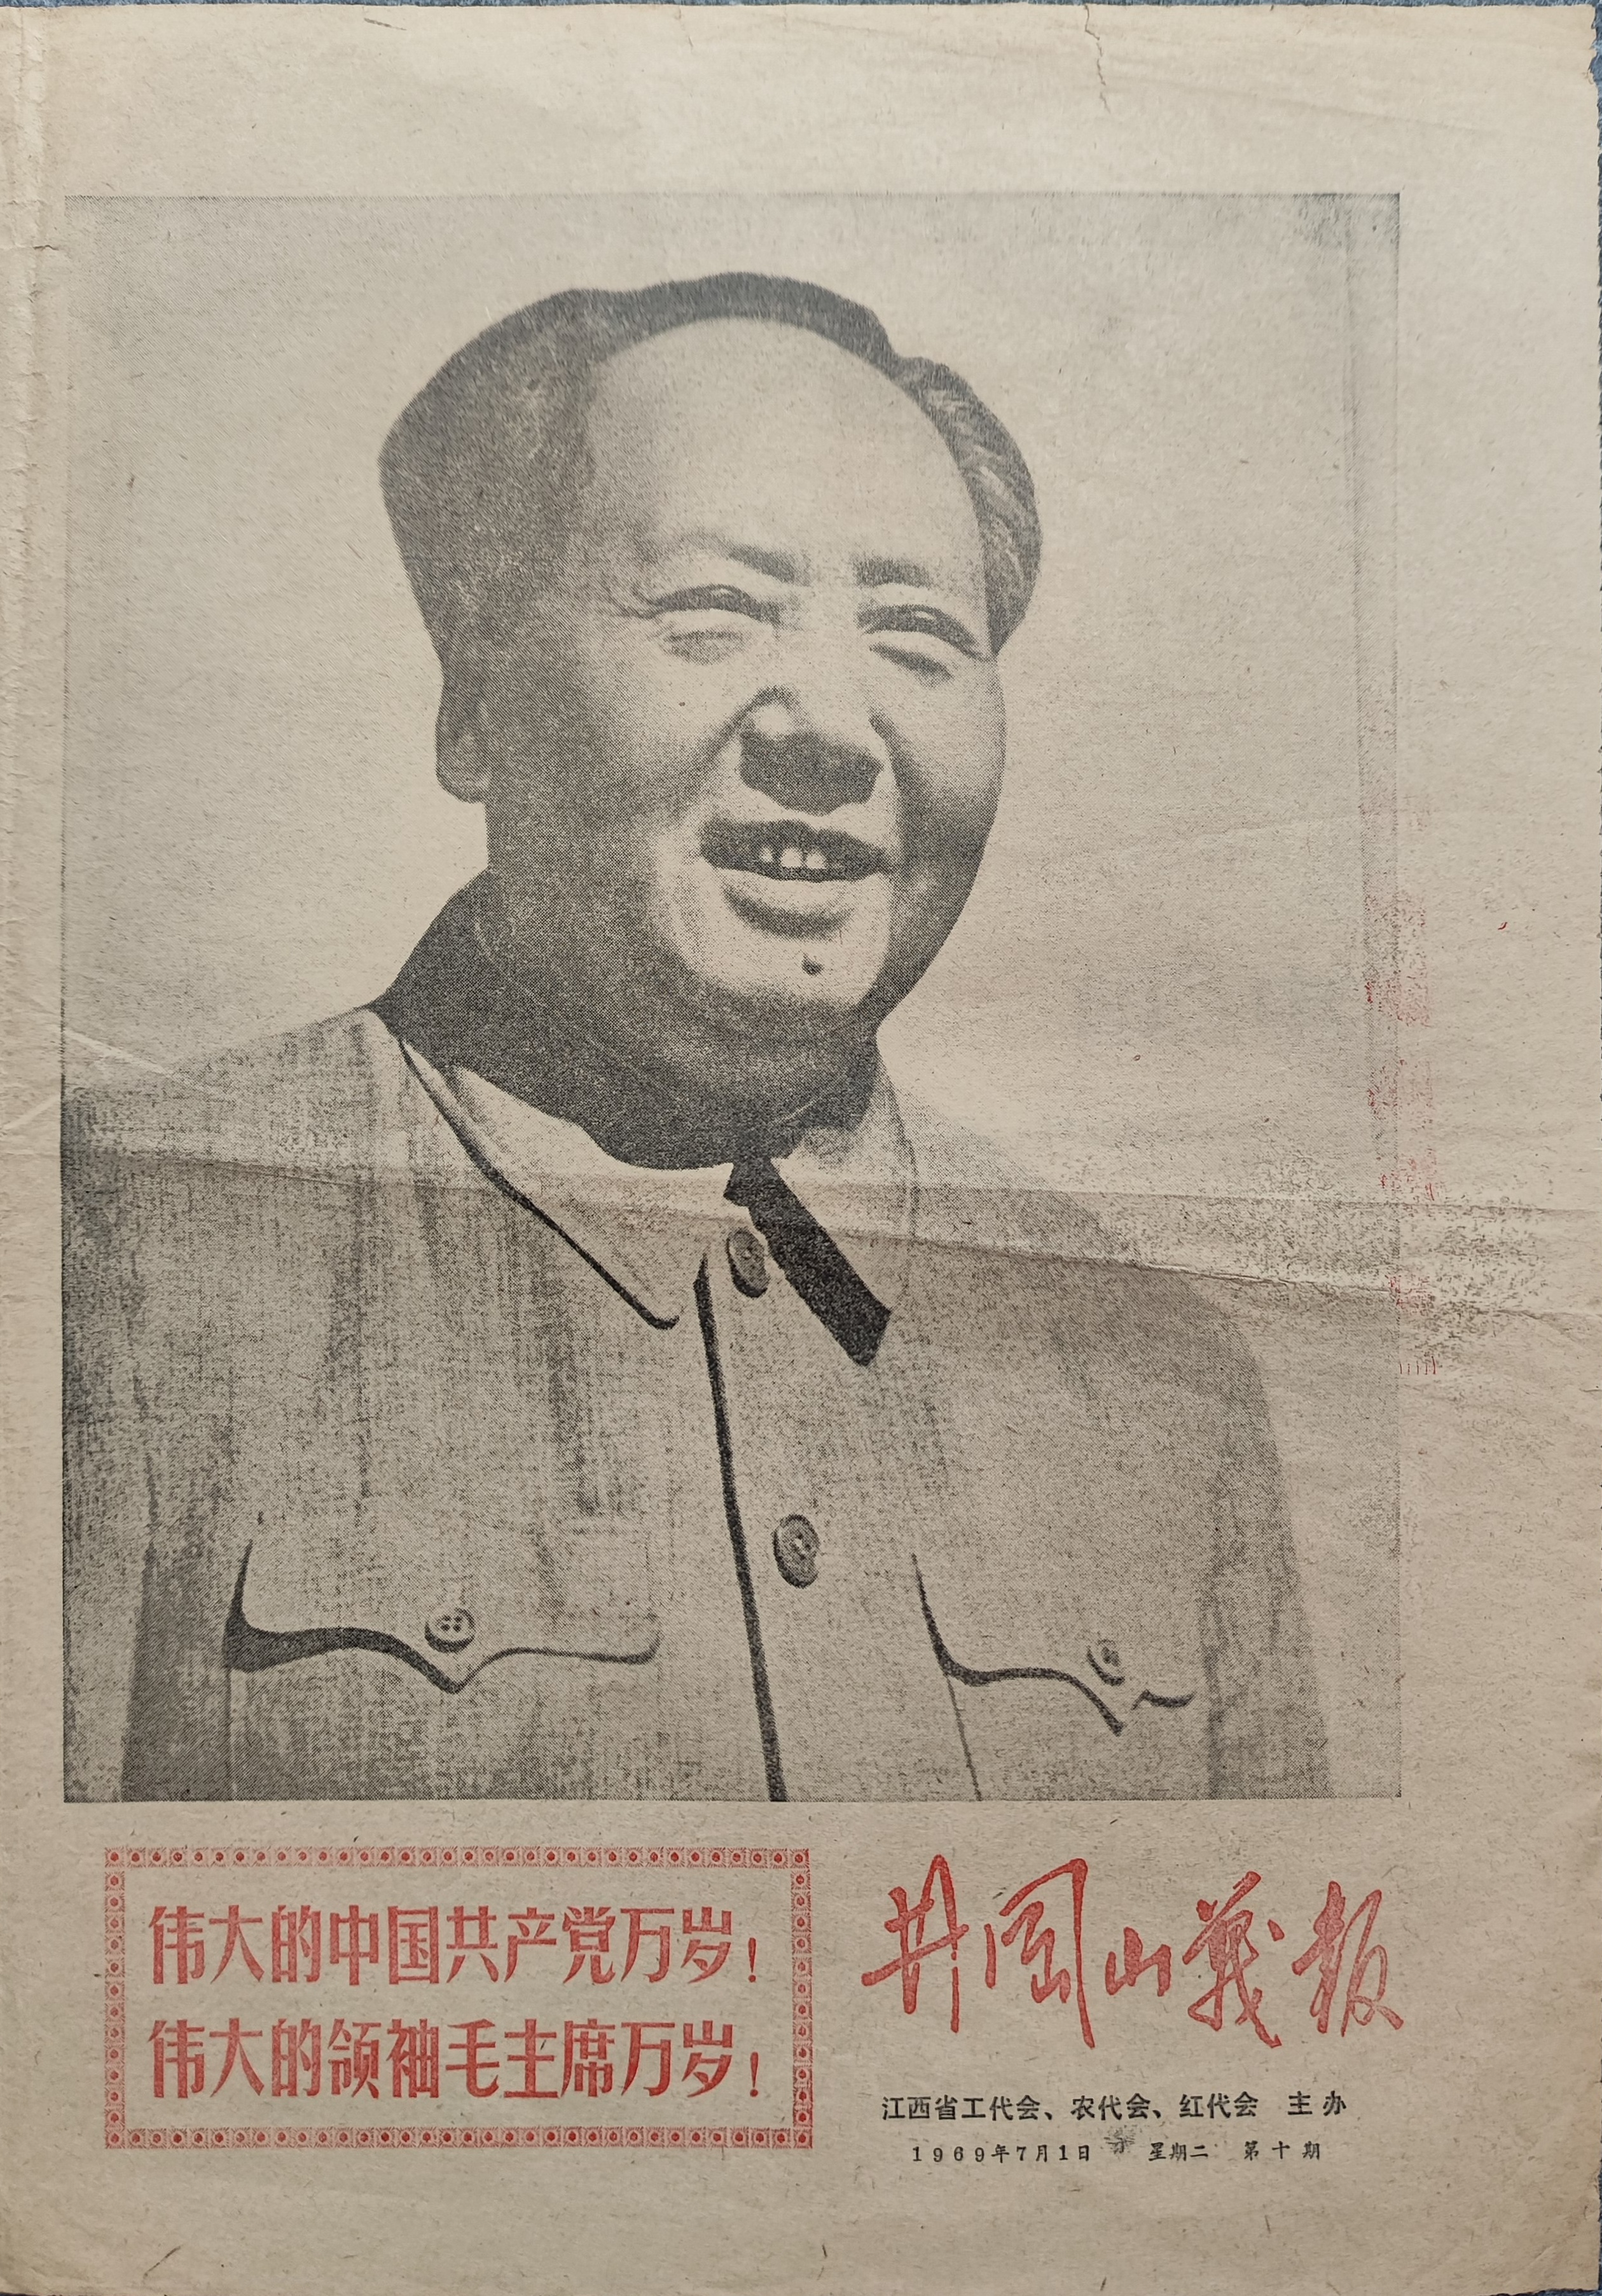 伟大的中国共产党万岁！
伟大的领袖毛主席万岁！
井冈山战报
江西省工代会、农代会、红代会　主办
1969年7月1日　星期二　第十期